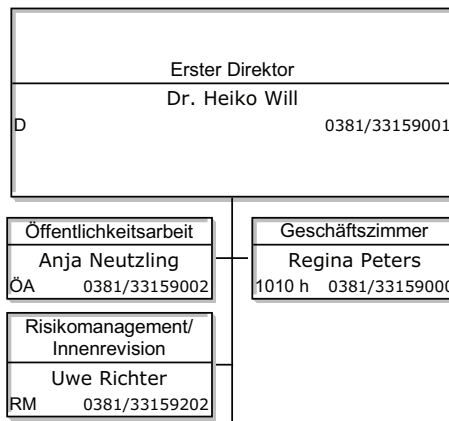 Erster Direktor
Dr. Heiko Will
D 0381/33159001
Öffentlichkeitsarbeit
Anja Neutzling
ÖA 0381/33159002
Geschäftszimmer
Regina Peters
1010 h 0381/33159000
Risikomanagement/
Innenrevision
Uwe Richter
RM 0381/33159202